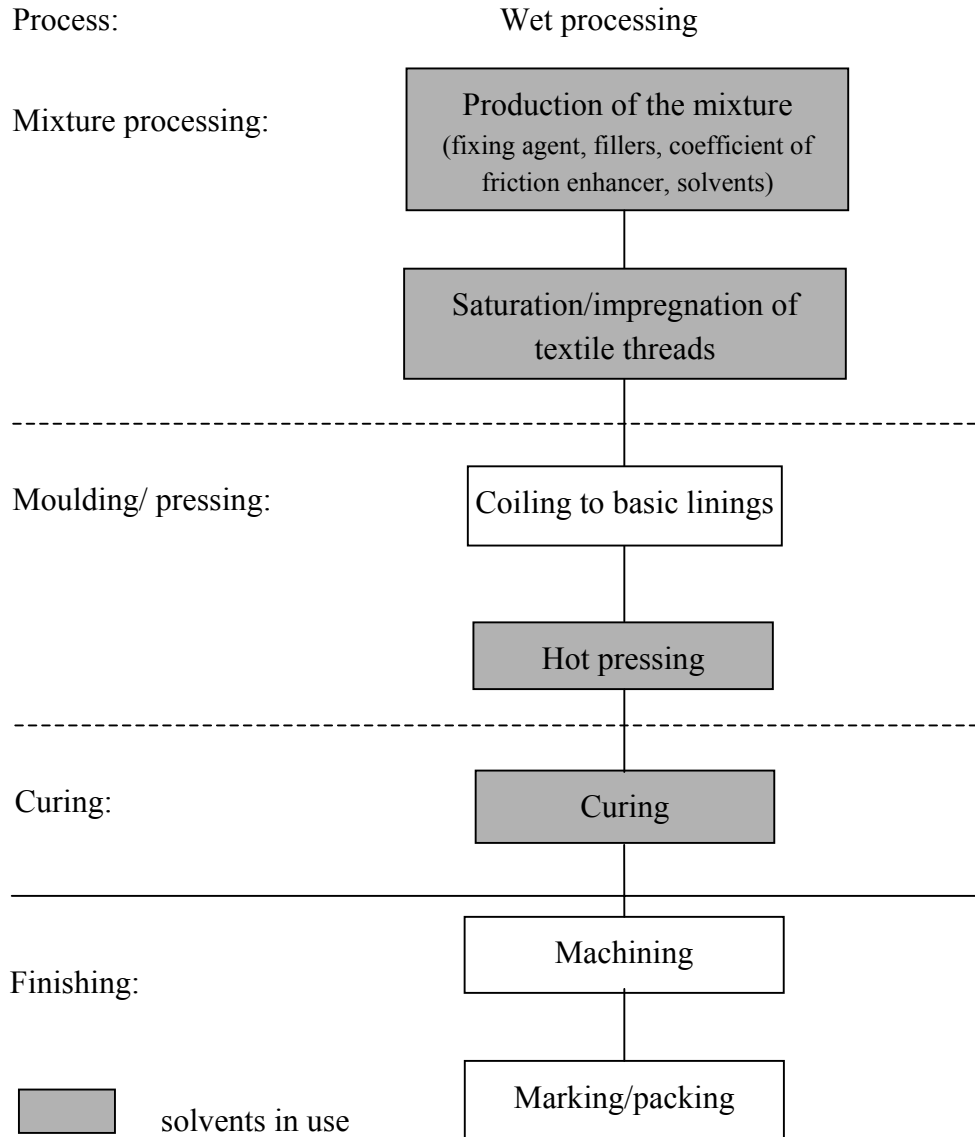 Process:
Wet processing
Mixture processing:
Production of the mixture
(fixing agent, fillers, coefficient of
friction enhancer, solvents)
Saturation/impregnation of
textile threads
Moulding/ pressing:
Coiling to basic linings
Hot pressing
Curing:
Curing
Machining
Finishing:
Marking/packing
solvents in use